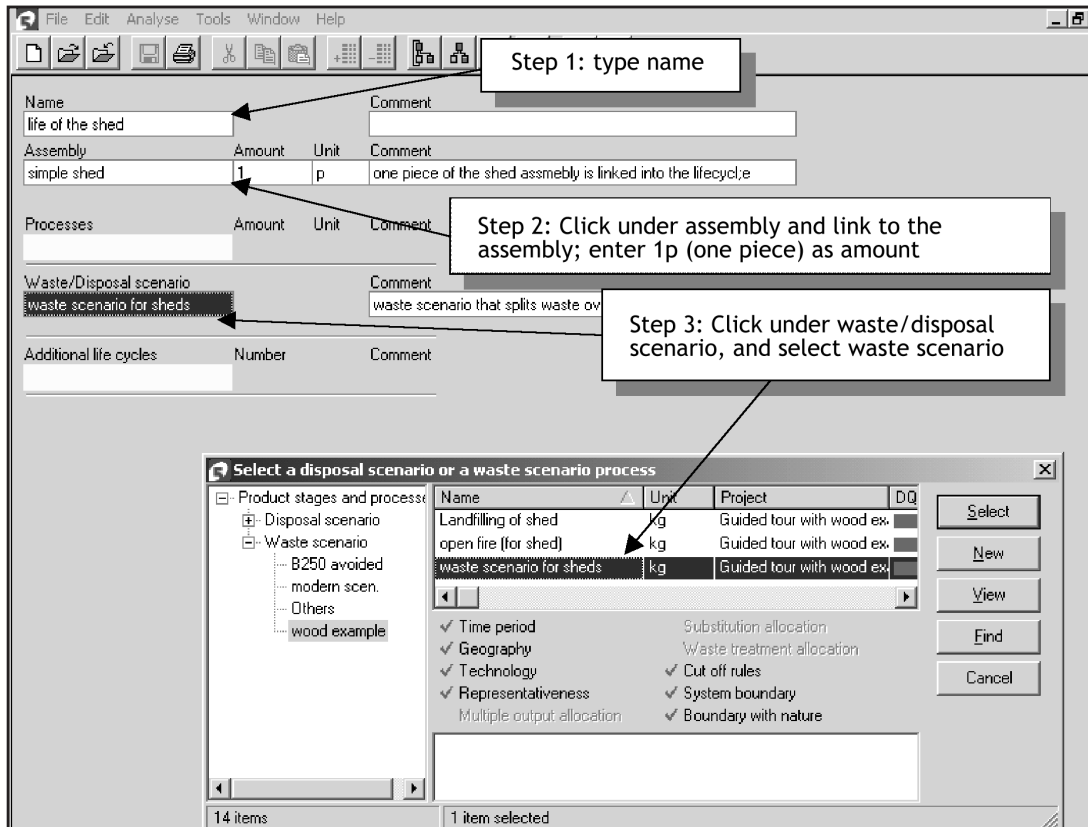 File Edit Analyse Tools Window Help
Step 1: type name
Name Comment
life of the shed
Assembly Amount Unit Comment
simple shed 1 p one piece of the shed assmebly is linked into the lifecycl;e
Processes Amount Unit Comment
Step 2: Click under assembly and link to the
assembly; enter 1p (one piece) as amount
Waste/Disposal scenario Comment
waste scenario for sheds waste scenario that splits waste ov
Step 3: Click under waste/disposal
scenario, and select waste scenario
Additional life cycles Number Comment
Select a disposal scenario or a waste scenario process
Product stages and processe
Disposal scenario
Waste scenario
B250 avoided
modern scen.
Others
wood example
Name Unit Project DQ
Landfilling of shed kg Guided tour with wood ex
open fire (for shed) kg Guided tour with wood ex
waste scenario for sheds kg Guided tour with wood ex
Time period Substitution allocation
Geography Waste treatment allocation
Technology Cut off rules
Representativeness System boundary
Multiple output allocation Boundary with nature
Select
New
View
Find
Cancel
14 items 1 item selected